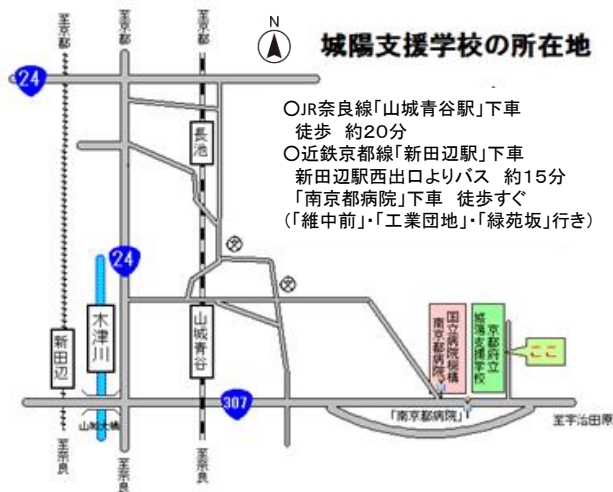 城陽支援学校の所在地
N
〇JR奈良線「山城青谷駅」下車
徒歩 約20分
〇近鉄京都線「新田辺駅」下車
新田辺駅西出口よりバス 約15分
「南京都病院」下車 徒歩すぐ
(「維中前」・「工業団地」・「緑苑坂」行き)
至京都
至京都
至京都
24
長池
24
木津川
新田辺
山城青谷
国立病院機構
南京都病院
京都府立
城陽支援学校
ここ
307
山城大橋
「南京都病院」
至宇治田原
至奈良
至奈良
至奈良